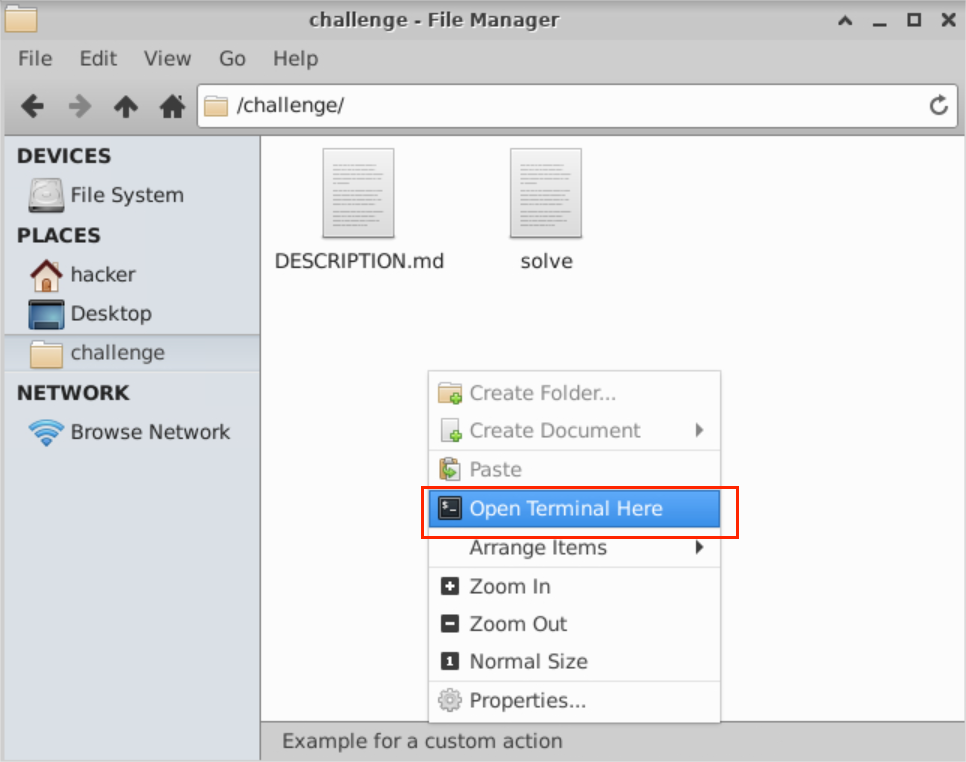 challenge - File Manager
File Edit View Go Help
/challenge/
DEVICES
File System
PLACES
hacker
Desktop
challenge
NETWORK
Browse Network
DESCRIPTION.md
solve
Create Folder...
Create Document
Paste
Open Terminal Here
Arrange Items
Zoom In
Zoom Out
Normal Size
Properties...
Example for a custom action